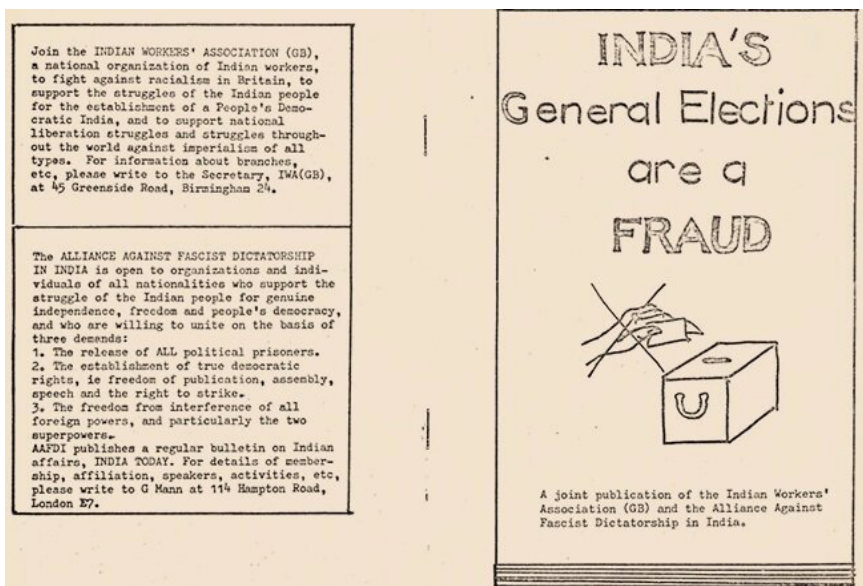 Join the INDIAN WORKERS' ASSOCIATION (GB),
a national organization of Indian workers,
to fight against racialism in Britain, to
support the struggles of the Indian people
for the establishment of a People's Demo-
cratic India, and to support national
liberation struggles and struggles through-
out the world against imperialism of all
types. For information about branches,
etc, please write to the Secretary, IWA(GB),
at 45 Greenside Road, Birmingham 24.
The ALLIANCE AGAINST FASCIST DICTATORSHIP
IN INDIA is open to organizations and indi-
viduals of all nationalities who support the
struggle of the Indian people for genuine
independence, freedom and people's democracy,
and who are willing to unite on the basis of
three demands:
1. The release of ALL political prisoners.
2. The establishment of true democratic
rights, ie freedom of publication, assembly,
speech and the right to strike.
3. The freedom from interference of all
foreign powers, and particularly the two
superpowers.
AAFDI publishes a regular bulletin on Indian
affairs, INDIA TODAY. For details of member-
ship, affiliation, speakers, activities, etc,
please write to G Mann at 114 Hampton Road,
London E7.
INDIA'S
General Elections
are a
FRAUD
A joint publication of the Indian Workers'
Association (GB) and the Alliance Against
Fascist Dictatorship in India.